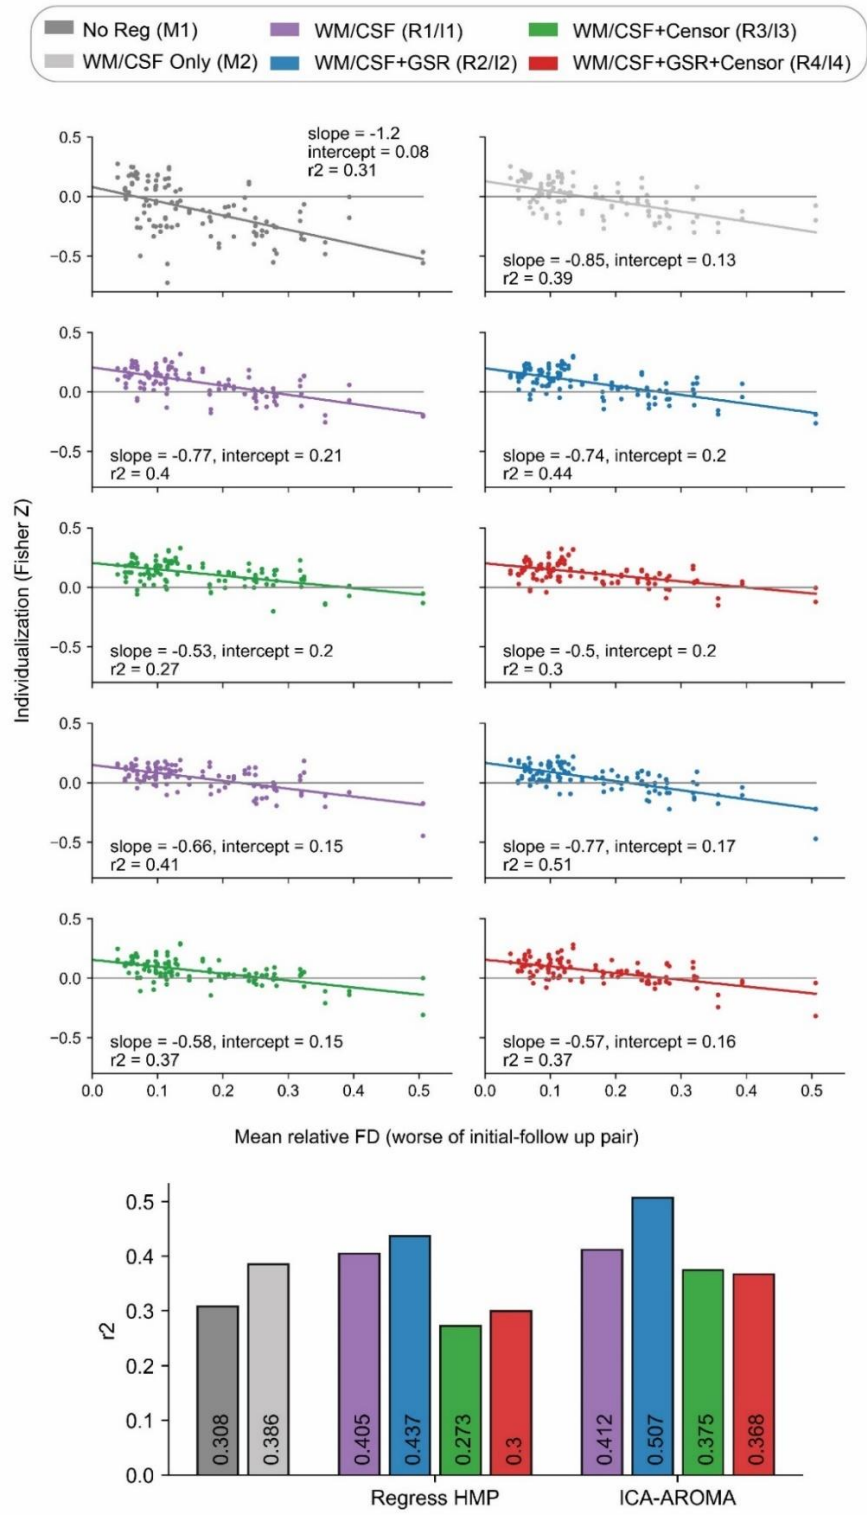 No Reg (M1) WM/CSF (R1/I1) WM/CSF+Censor (R3/I3)
WM/CSF Only (M2) WM/CSF+GSR (R2/I2) WM/CSF+GSR+Censor (R4/I4)
0.5
0.0
−0.5
slope = -1.2
intercept = 0.08
r2 = 0.31
slope = -0.85, intercept = 0.13
r2 = 0.39
0.5
0.0
−0.5
slope = -0.77, intercept = 0.21
r2 = 0.4
slope = -0.74, intercept = 0.2
r2 = 0.44
Individualization (Fisher Z)
0.5
0.0
−0.5
slope = -0.53, intercept = 0.2
r2 = 0.27
slope = -0.5, intercept = 0.2
r2 = 0.3
0.5
0.0
−0.5
slope = -0.66, intercept = 0.15
r2 = 0.41
slope = -0.77, intercept = 0.17
r2 = 0.51
0.5
0.0
−0.5
slope = -0.58, intercept = 0.15
r2 = 0.37
slope = -0.57, intercept = 0.16
r2 = 0.37
0.0 0.1 0.2 0.3 0.4 0.5 0.0 0.1 0.2 0.3 0.4 0.5
Mean relative FD (worse of initial-follow up pair)
r2
0.5
0.4
0.3
0.2
0.1
0.0
0.308 0.386 0.405 0.437 0.273 0.3 0.412 0.507 0.375 0.368
Regress HMP ICA-AROMA